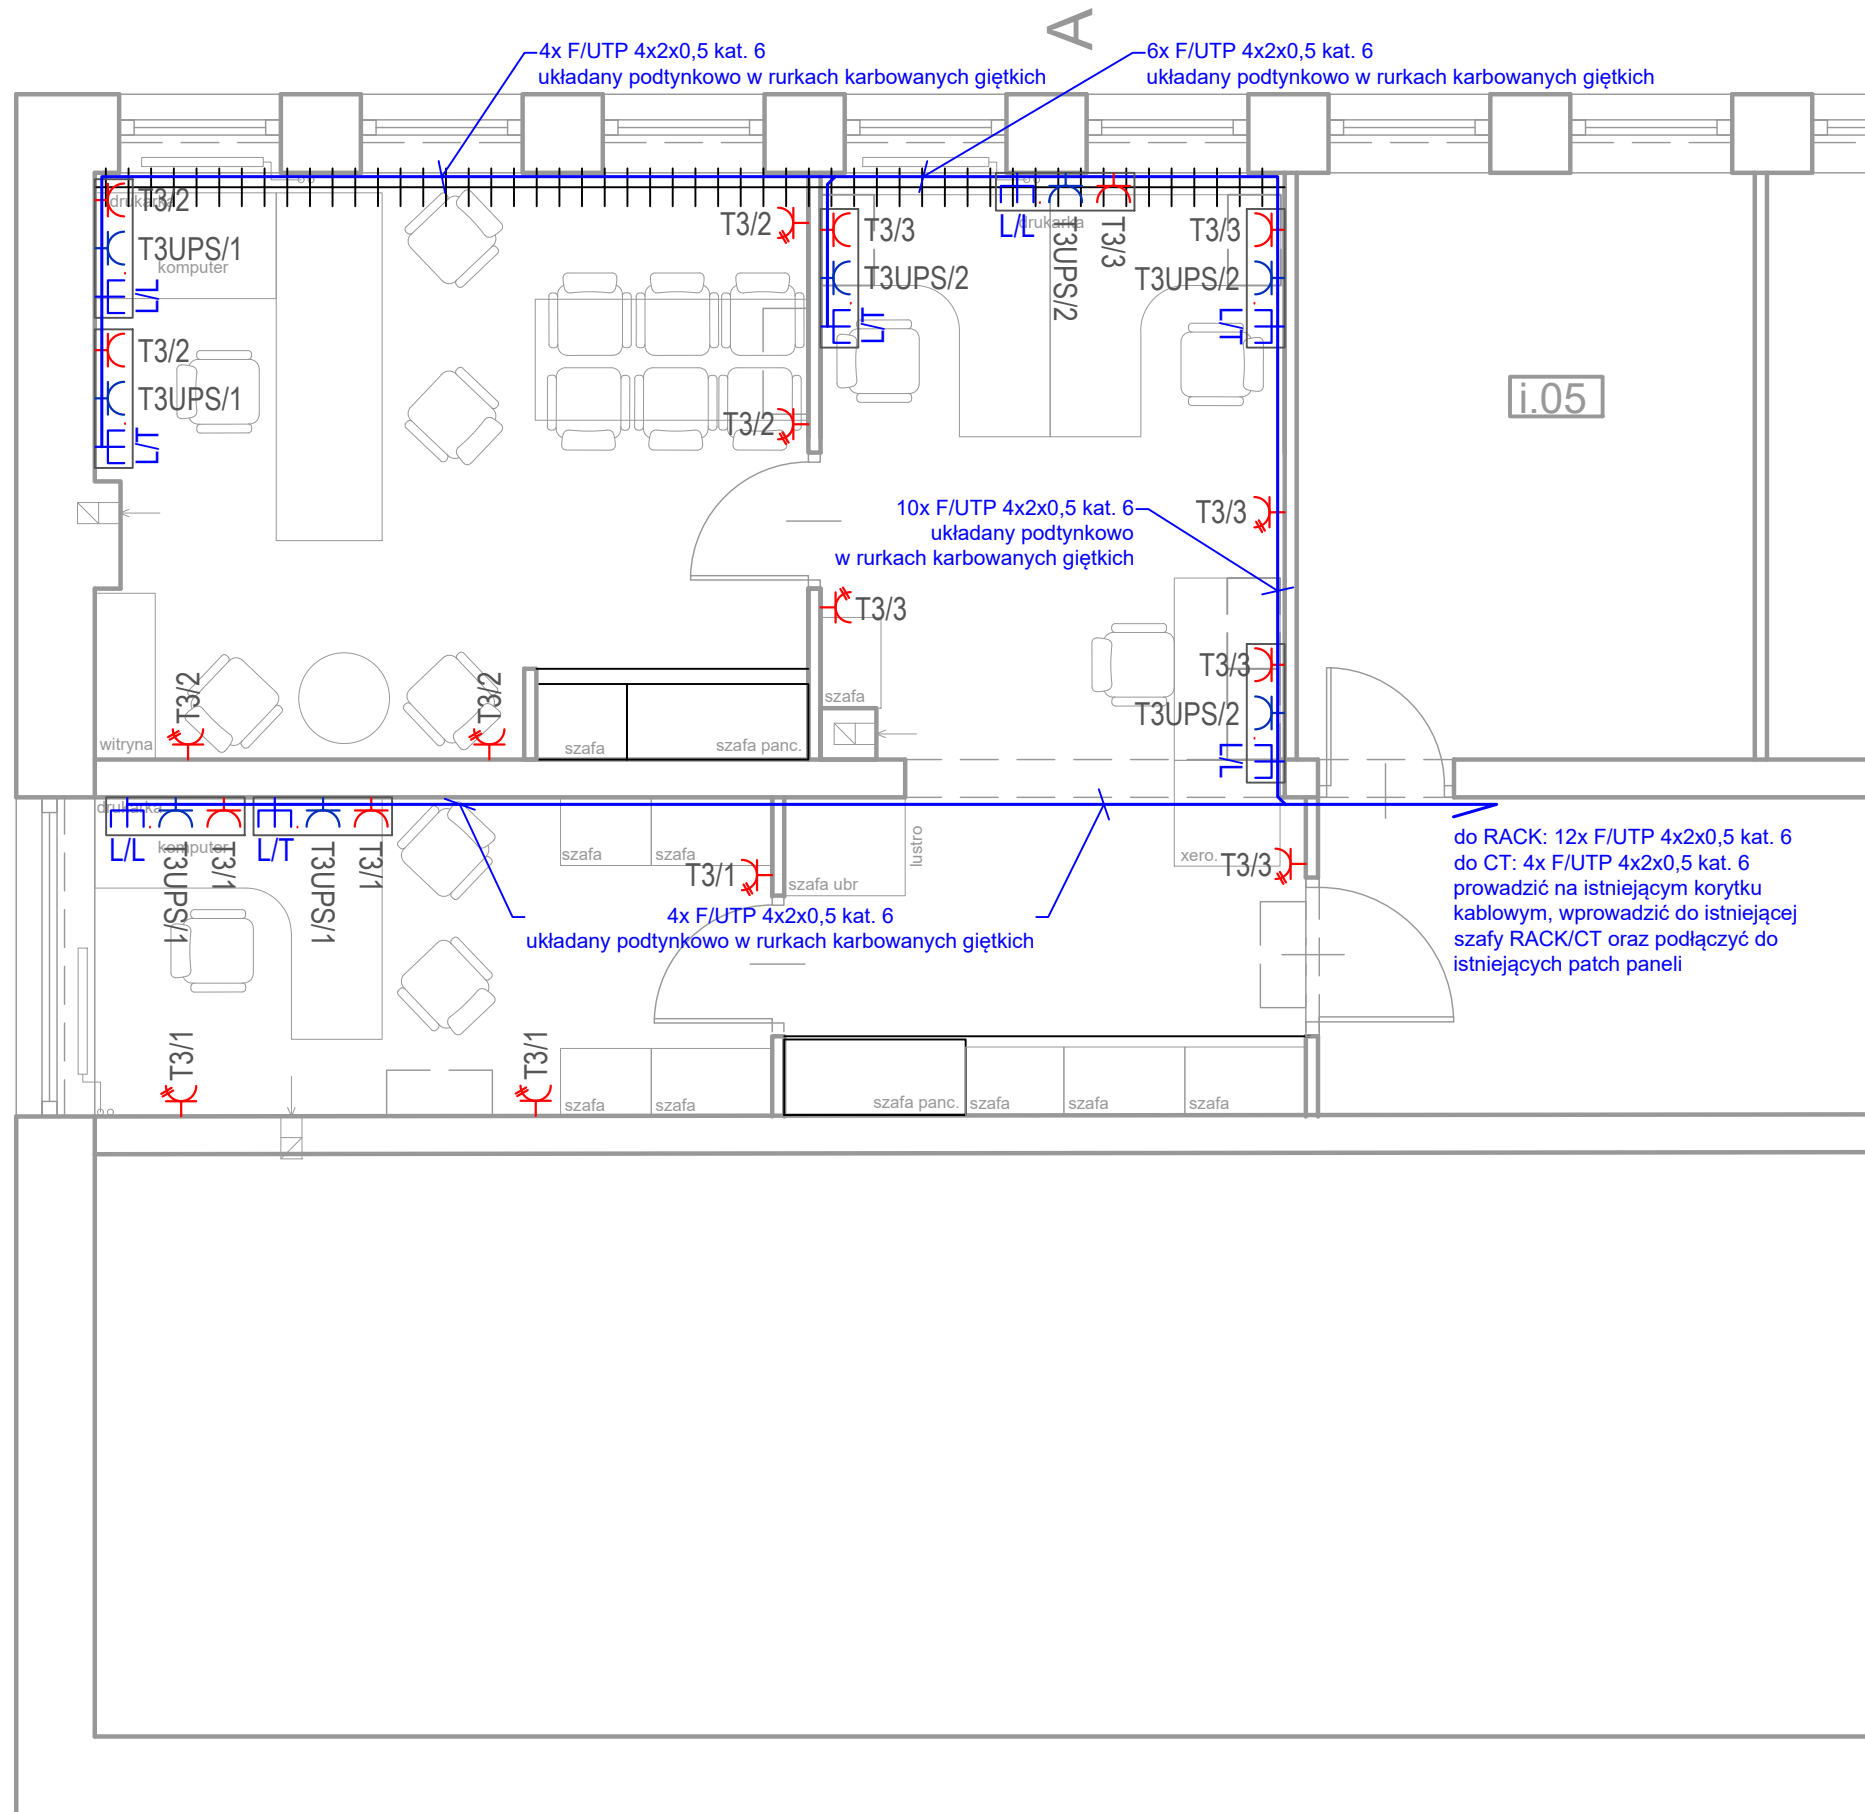 A
4x F/UTP 4x2x0,5 kat. 6
układany podtynkowo w rurkach karbowanych giętkich
6x F/UTP 4x2x0,5 kat. 6
układany podtynkowo w rurkach karbowanych giętkich
drukarka
T3/2
T3UPS/1
komputer
L/L
T3/2
T3UPS/1
L/T
T3/2
T3/2
T3/3
T3UPS/2
L/T
L/L
drukarka
T3UPS/2
T3/3
T3/3
T3UPS/2
L/T
i.05
10x F/UTP 4x2x0,5 kat. 6
układany podtynkowo
w rurkach karbowanych giętkich
T3/3
T3/3
szafa
T3/3
T3UPS/2
L/L
witryna
T3/2
T3/2
szafa
szafa panc.
drukarka
komputer
L/L
T3UPS/1
T3/1
L/T
T3UPS/1
T3/1
szafa
szafa
T3/1
szafa ubr
lustro
xero.
T3/3
4x F/UTP 4x2x0,5 kat. 6
układany podtynkowo w rurkach karbowanych giętkich
do RACK: 12x F/UTP 4x2x0,5 kat. 6
do CT: 4x F/UTP 4x2x0,5 kat. 6
prowadzić na istniejącym korytku
kablowym, wprowadzić do istniejącej
szafy RACK/CT oraz podłączyć do
istniejących patch paneli
T3/1
T3/1
szafa
szafa
szafa panc.
szafa
szafa
szafa